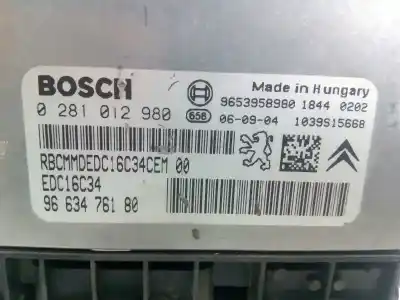 BOSCH
Made in Hungary
0 281 012 980
9653958980 1844 0202
658
06-09-04
1039S15668
RBCMMDEDC16C34CEM 00
EDC16C34
96 634 761 80